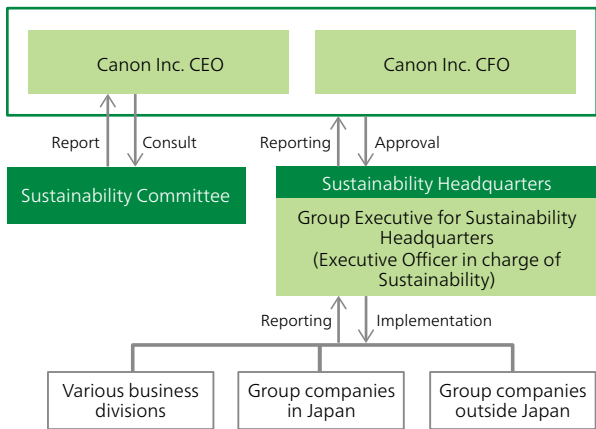 Canon Inc. CEO
Canon Inc. CFO
Report
Consult
Reporting
Approval
Sustainability Committee
Sustainability Headquarters
Group Executive for Sustainability
Headquarters
(Executive Officer in charge of
Sustainability)
Reporting
Implementation
Various business
divisions
Group companies
in Japan
Group companies
outside Japan